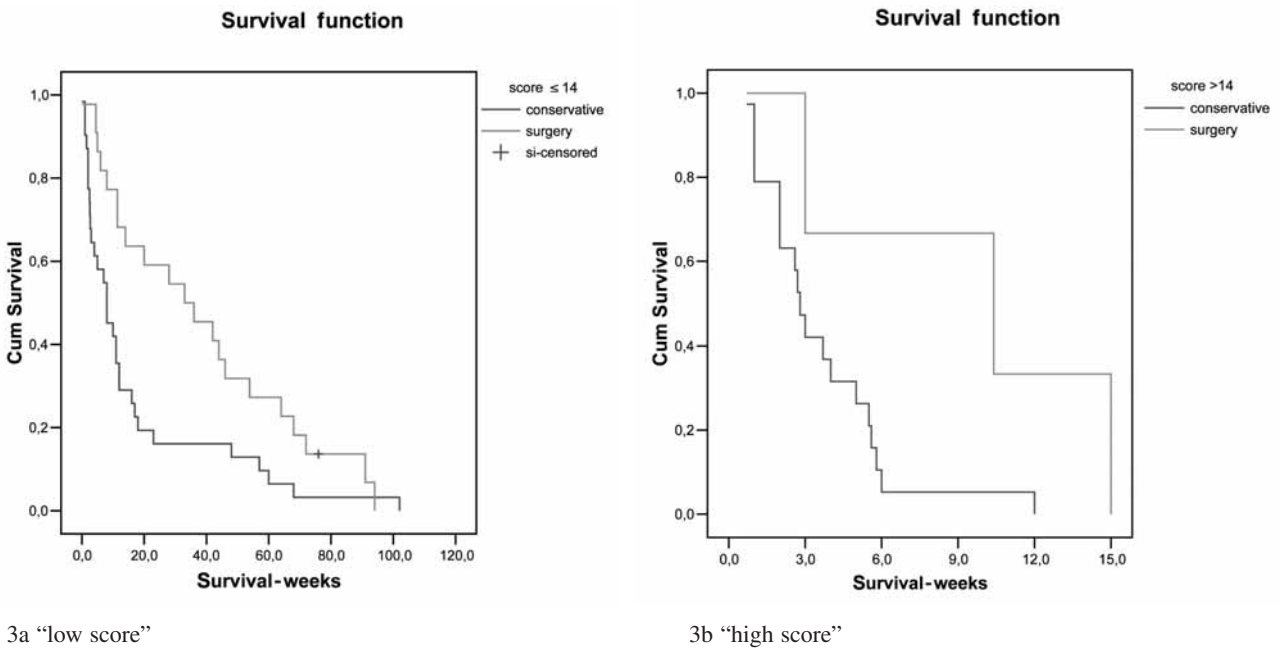 Survival function
score ≤ 14
conservative
surgery
si-censored
Cum Survival
1,0
0,8
0,6
0,4
0,2
0,0
0,0 20,0 40,0 60,0 80,0 100,0 120,0
Survival-weeks
3a “low score”
Survival function
score >14
conservative
surgery
Cum Survival
1,0
0,8
0,6
0,4
0,2
0,0
0,0 3,0 6,0 9,0 12,0 15,0
Survival-weeks
3b “high score”